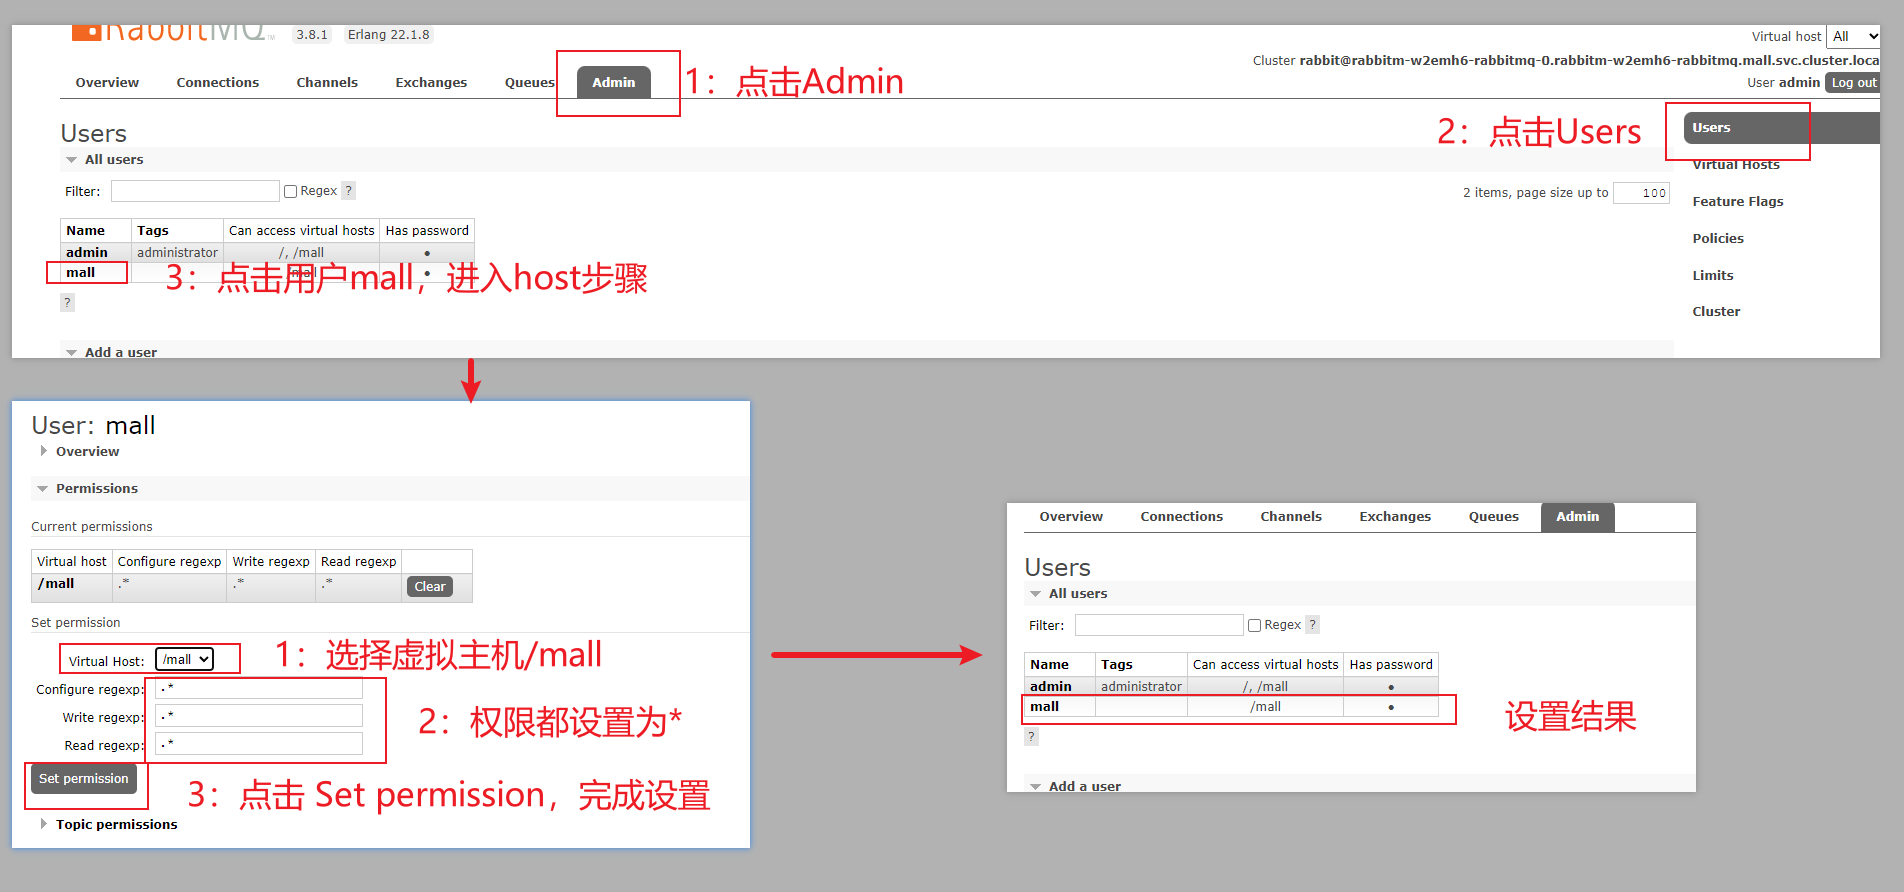 RabbitMQ TM 3.8.1 Erlang 22.1.8
Virtual host All
Cluster rabbit@rabbitm-w2emh6-rabbitmq-0.rabbitm-w2emh6-rabbitmq.mall.svc.cluster.loca
User admin Log out
Overview Connections Channels Exchanges Queues Admin
1：点击Admin
Users
2：点击Users
Users
Virtual Hosts
Feature Flags
Policies
Limits
Cluster
All users
Filter: Regex ?
2 items, page size up to 100
Name Tags Can access virtual hosts Has password
admin administrator /, /mall •
mall /mall •
3：点击用户mall，进入host步骤
?
Add a user
User: mall
Overview
Permissions
Current permissions
Virtual host Configure regexp Write regexp Read regexp
/mall .* .* .* Clear
Set permission
Virtual Host: /mall
1：选择虚拟主机/mall
Configure regexp: .*
Write regexp: .*
Read regexp: .*
2：权限都设置为*
Set permission
3：点击 Set permission，完成设置
Topic permissions
Overview Connections Channels Exchanges Queues Admin
Users
All users
Filter: Regex ?
Name Tags Can access virtual hosts Has password
admin administrator /, /mall •
mall /mall •
设置结果
?
Add a user